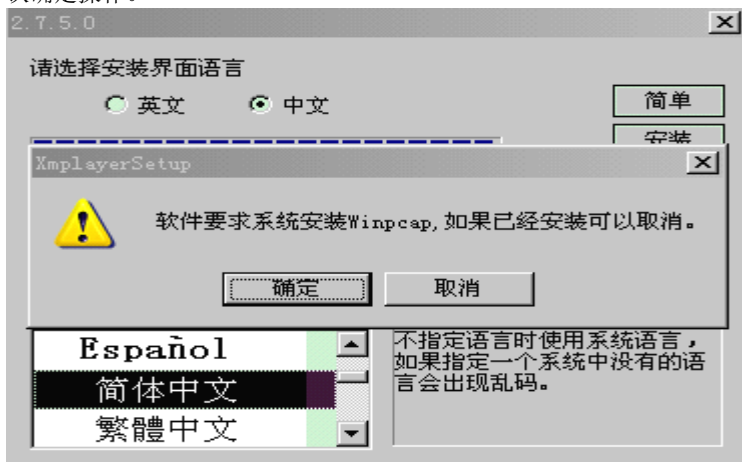 2.7.5.0
请选择安装界面语言
英文 中文
简单
安装
XmplayerSetup
软件要求系统安装Winpcap,如果已经安装可以取消。
确定 取消
Español
简体中文
繁體中文
不指定语言时使用系统语言，
如果指定一个系统中没有的语
言会出现乱码。